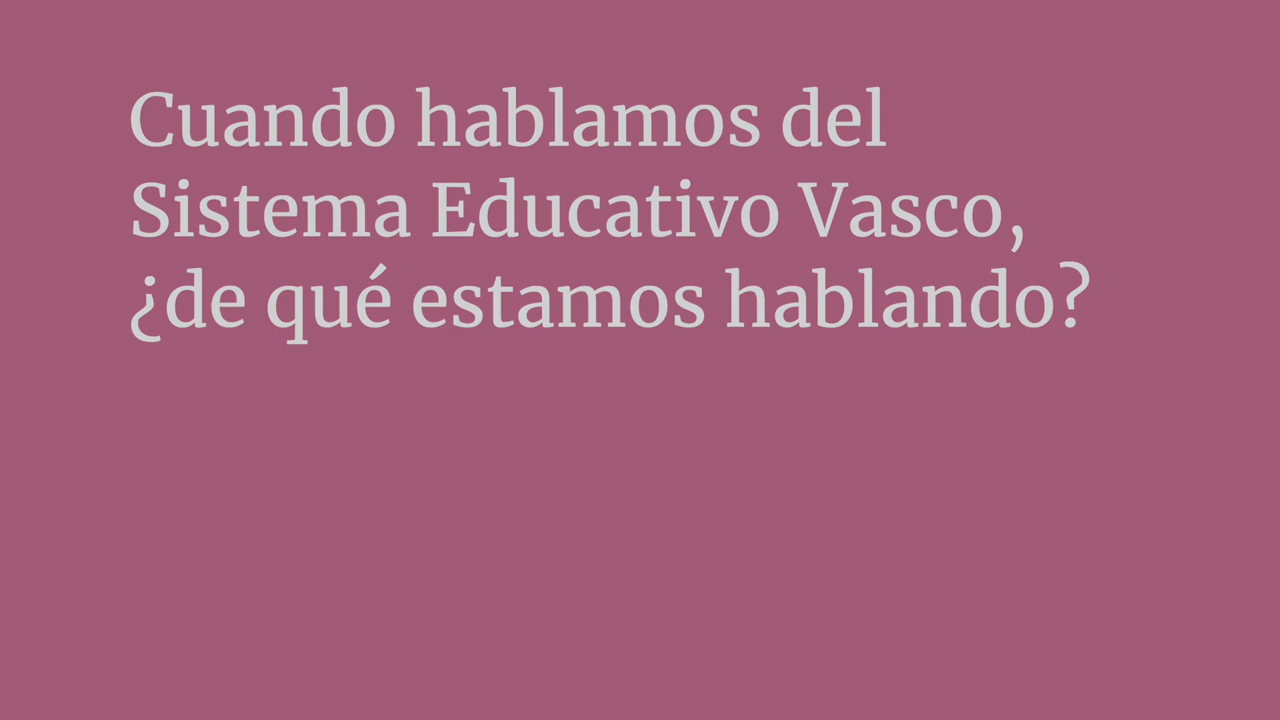 Cuando hablamos del
Sistema Educativo Vasco,
¿de qué estamos hablando?